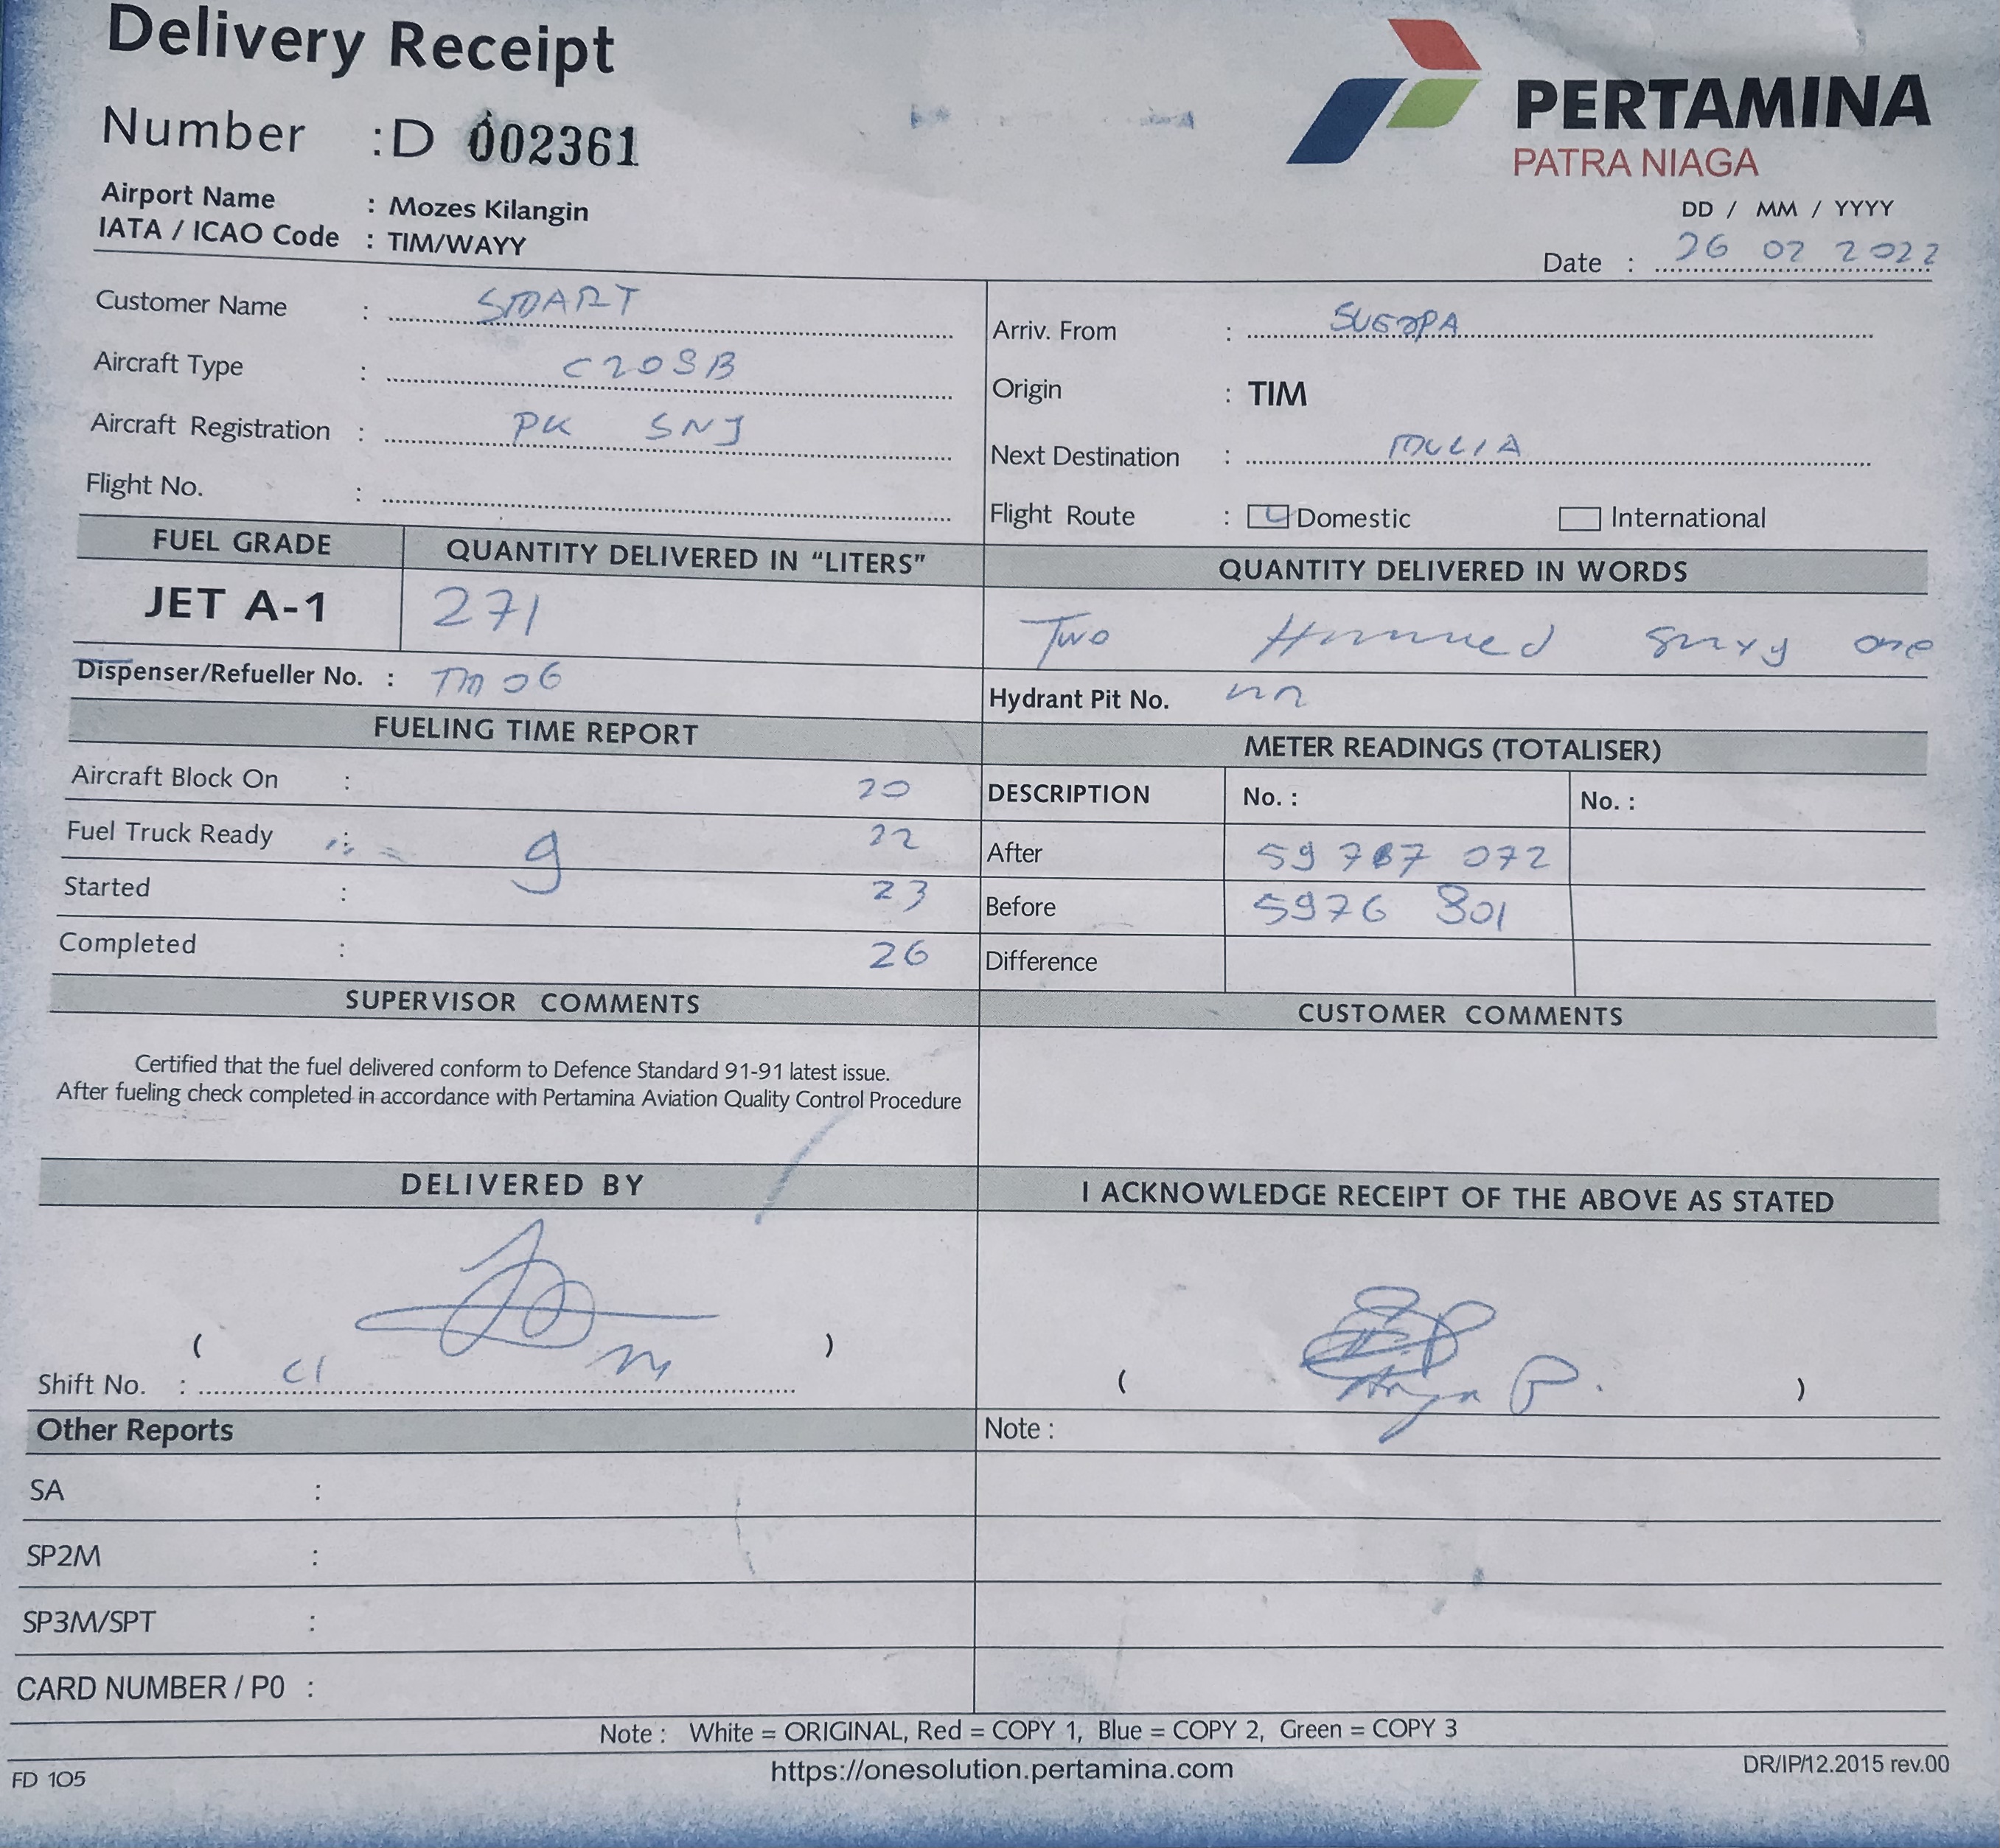 Delivery Receipt
Number : D 002361
PERTAMINA
PATRA NIAGA
Airport Name : Mozes Kilangin
IATA / ICAO Code : TIM/WAYY
DD / MM / YYYY
Date : 26 02 2022
Customer Name : SMART
Aircraft Type : C208B
Aircraft Registration : PK SNJ
Flight No. :
Arriv. From :
Origin : TIM
Next Destination : MULIA
Flight Route : Domestic International
FUEL GRADE QUANTITY DELIVERED IN “LITERS” QUANTITY DELIVERED IN WORDS
JET A-1 271 Two one
Dispenser/Refueller No. : TM 06
Hydrant Pit No.
FUELING TIME REPORT
Aircraft Block On : 20
Fuel Truck Ready : 9 22
Started : 23
Completed : 26
METER READINGS (TOTALISER)
DESCRIPTION No. : No. :
After 59 767 072
Before 5976 801
Difference
SUPERVISOR COMMENTS
CUSTOMER COMMENTS
Certified that the fuel delivered conform to Defence Standard 91-91 latest issue.
After fueling check completed in accordance with Pertamina Aviation Quality Control Procedure
DELIVERED BY
I ACKNOWLEDGE RECEIPT OF THE ABOVE AS STATED
( )
Shift No. : C1
( )
Other Reports
Note :
SA :
SP2M :
SP3M/SPT :
CARD NUMBER / P0 :
Note : White = ORIGINAL, Red = COPY 1, Blue = COPY 2, Green = COPY 3
FD 105
https://onesolution.pertamina.com
DR/IP/12.2015 rev.00